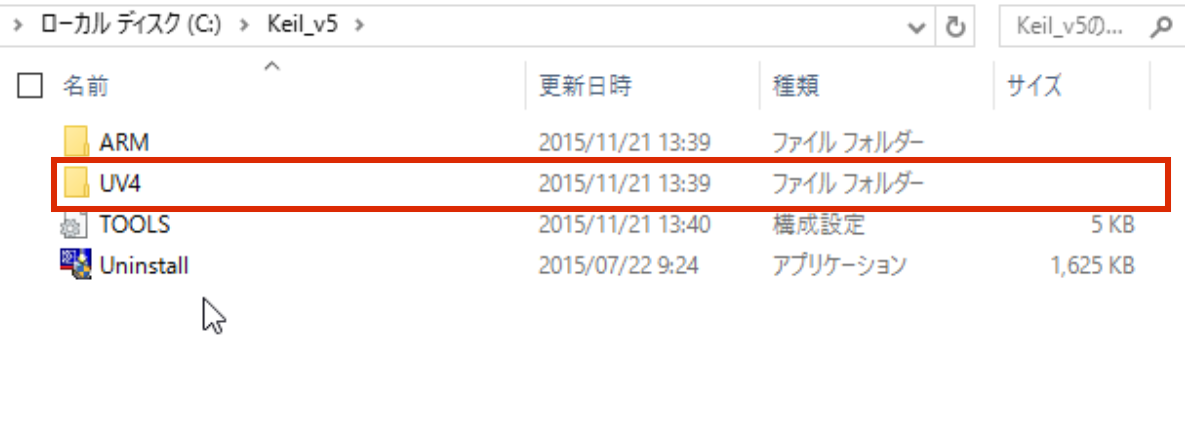 › ローカル ディスク (C:) › Keil_v5 › Keil_v5の...
名前 更新日時 種類 サイズ
ARM 2015/11/21 13:39 ファイル フォルダー
UV4 2015/11/21 13:39 ファイル フォルダー
TOOLS 2015/11/21 13:40 構成設定 5 KB
Uninstall 2015/07/22 9:24 アプリケーション 1,625 KB